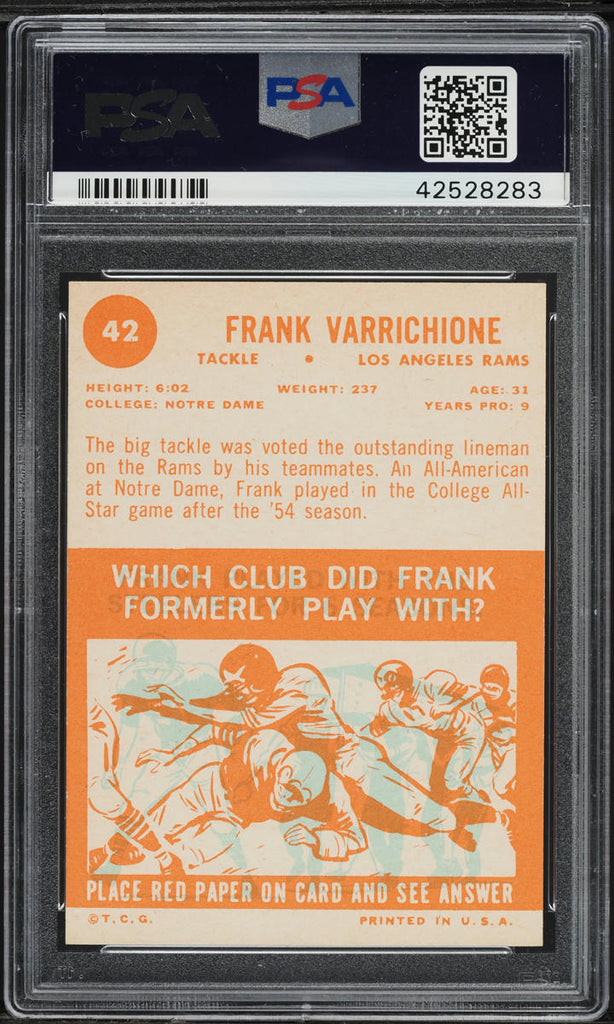 PSA
PSA
42528283
42
FRANK VARRICHIONE
TACKLE • LOS ANGELES RAMS
HEIGHT: 6:02 WEIGHT: 237 AGE: 31
COLLEGE: NOTRE DAME YEARS PRO: 9
The big tackle was voted the outstanding lineman
on the Rams by his teammates. An All-American
at Notre Dame, Frank played in the College All-
Star game after the '54 season.
WHICH CLUB DID FRANK
FORMERLY PLAY WITH?
PLACE RED PAPER ON CARD AND SEE ANSWER
©T.C.G. PRINTED IN U.S.A.